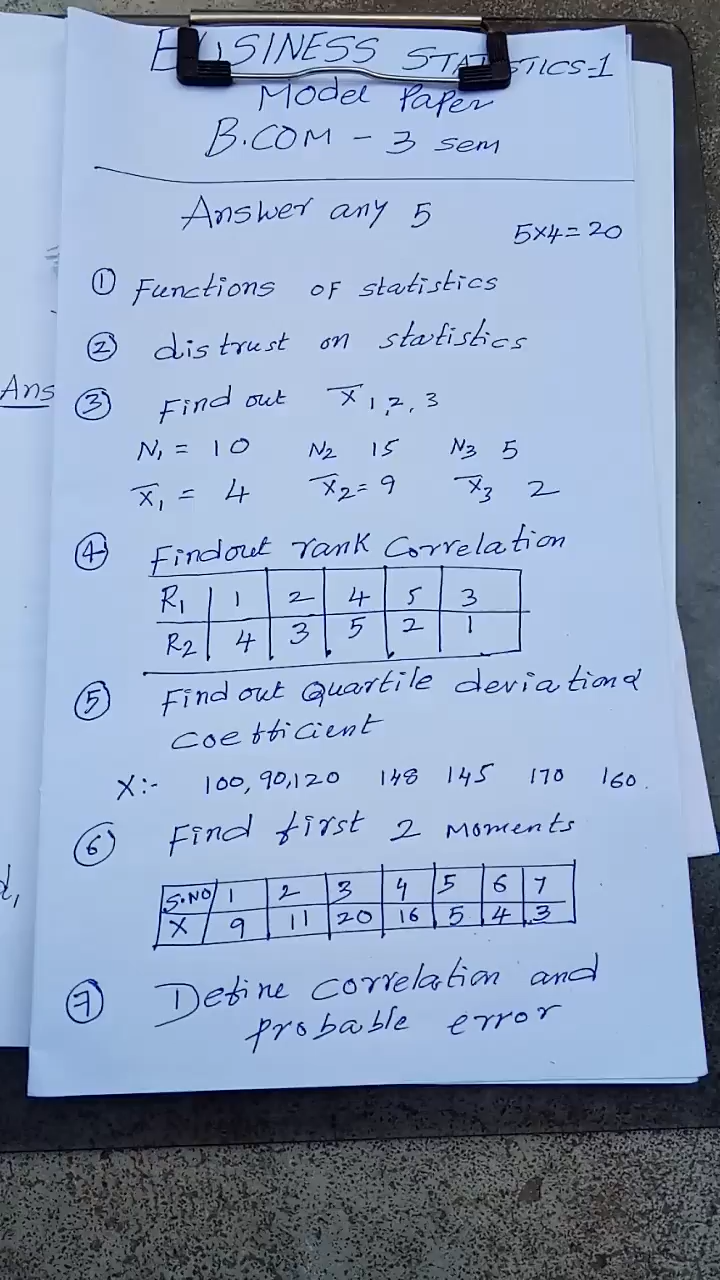 BUSINESS STATISTICS-1
Model Paper
B.COM - 3 sem
Answer any 5
5x4=20
① Functions OF statistics
② distrust on statistics
Ans
③ Find out X̅ 1,2,3
N₁ = 10 N₂ 15 N₃ 5
X̅₁ = 4 X̅₂=9 X̅₃ 2
④ Findout rank Correlation
R₁ 1 2 4 5 3
R₂ 4 3 5 2 1
⑤ Find out Quartile deviation &
coefficient
X:- 100, 90, 120 148 145 170 160.
⑥ Find first 2 Moments
S.NO 1 2 3 4 5 6 7
X 9 11 20 16 5 4 3
⑦ Define correlation and
probable error